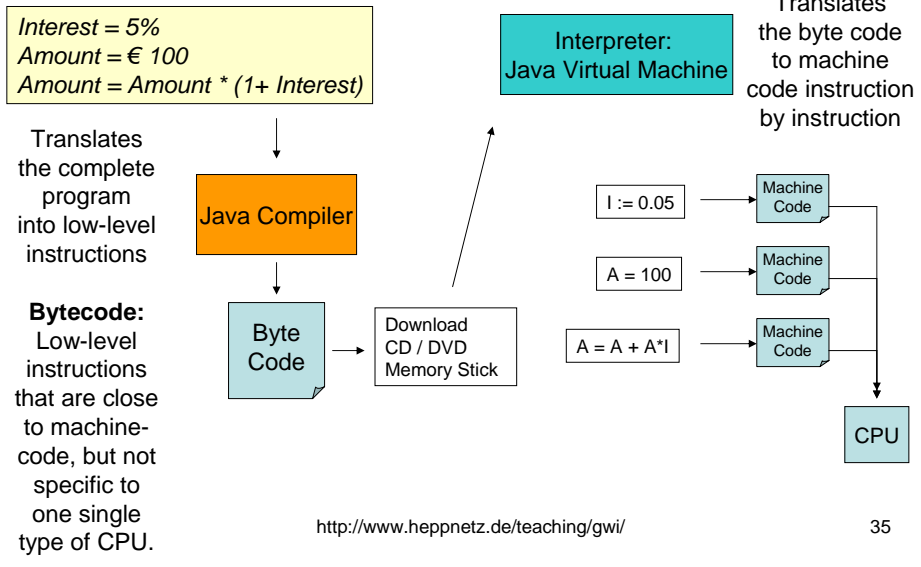 Interest = 5%
Amount = € 100
Amount = Amount * (1+ Interest)
Translates
the complete
program
into low-level
instructions
Java Compiler
Bytecode:
Low-level
instructions
that are close
to machine-
code, but not
specific to
one single
type of CPU.
Byte
Code
Download
CD / DVD
Memory Stick
Interpreter:
Java Virtual Machine
Translates
the byte code
to machine
code instruction
by instruction
I := 0.05
Machine
Code
A = 100
Machine
Code
A = A + A*I
Machine
Code
CPU
http://www.heppnetz.de/teaching/gwi/
35